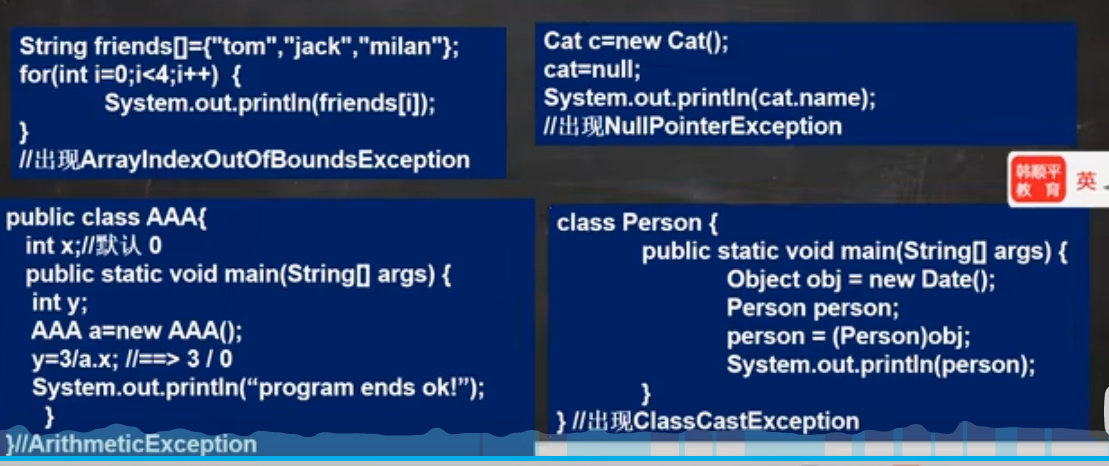 String friends[]={"tom","jack","milan"};
for(int i=0;i<4;i++) {
System.out.println(friends[i]);
}
//出现ArrayIndexOutOfBoundsException
Cat c=new Cat();
cat=null;
System.out.println(cat.name);
//出现NullPointerException
韩顺平
教 育
英
public class AAA{
int x;//默认 0
public static void main(String[] args) {
int y;
AAA a=new AAA();
y=3/a.x; //==> 3 / 0
System.out.println(“program ends ok!”);
}
}//ArithmeticException
class Person {
public static void main(String[] args) {
Object obj = new Date();
Person person;
person = (Person)obj;
System.out.println(person);
}
} //出现ClassCastException